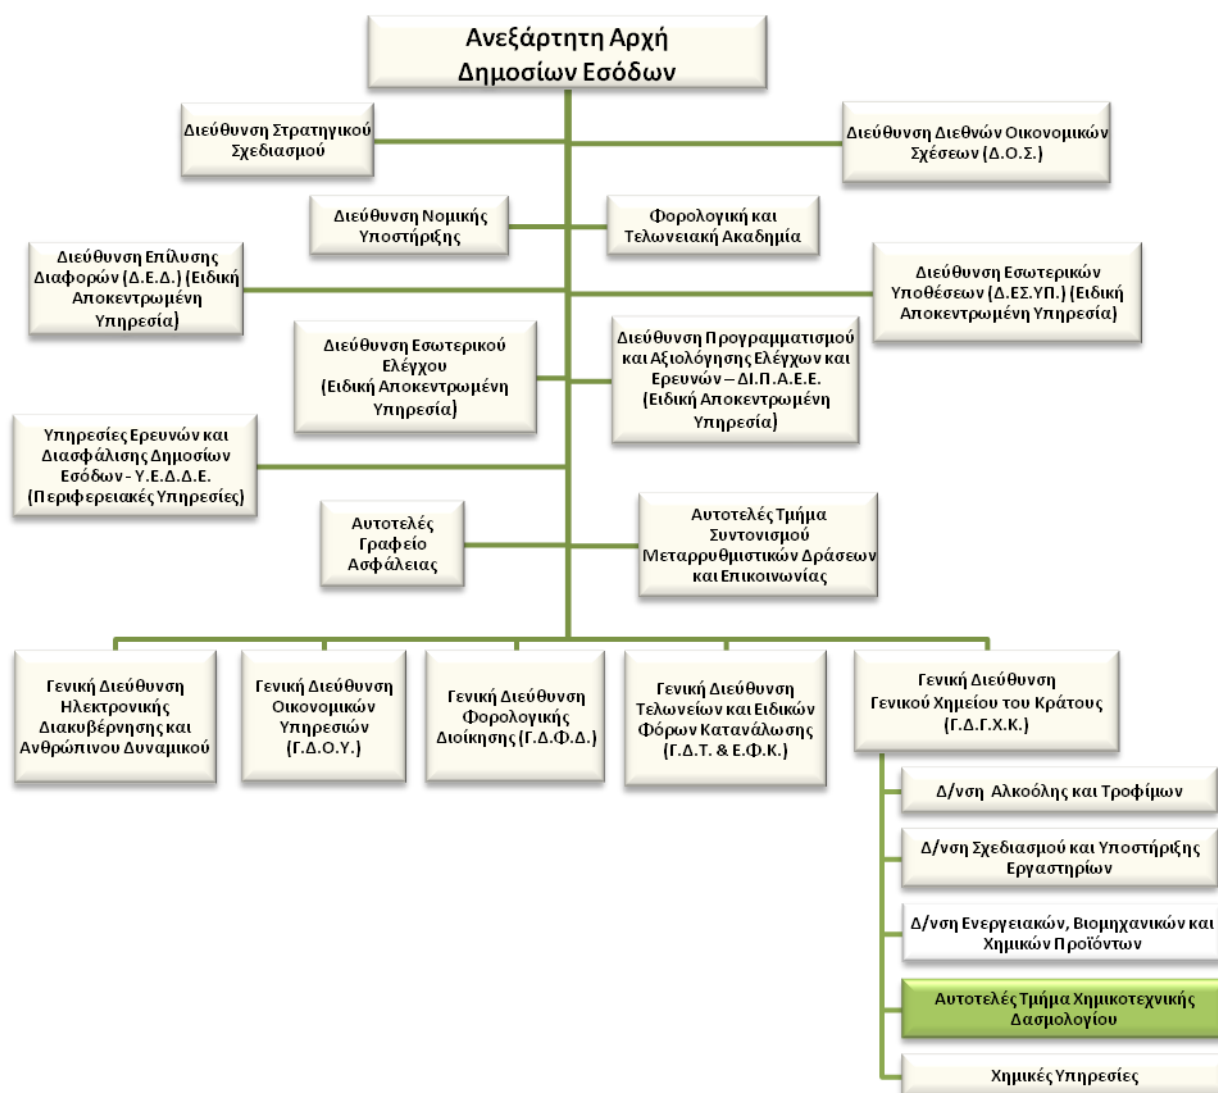 Ανεξάρτητη Αρχή
Δημοσίων Εσόδων
Διεύθυνση Στρατηγικού
Σχεδιασμού
Διεύθυνση Διεθνών Οικονομικών
Σχέσεων (Δ.Ο.Σ.)
Διεύθυνση Νομικής
Υποστήριξης
Φορολογική και
Τελωνειακή Ακαδημία
Διεύθυνση Επίλυσης
Διαφορών (Δ.Ε.Δ.) (Ειδική
Αποκεντρωμένη
Υπηρεσία)
Διεύθυνση Εσωτερικών
Υποθέσεων (Δ.ΕΣ.ΥΠ.) (Ειδική
Αποκεντρωμένη Υπηρεσία)
Διεύθυνση Εσωτερικού
Ελέγχου
(Ειδική Αποκεντρωμένη
Υπηρεσία)
Διεύθυνση Προγραμματισμού
και Αξιολόγησης Ελέγχων και
Ερευνών – ΔΙ.Π.Α.Ε.Ε.
(Ειδική Αποκεντρωμένη
Υπηρεσία)
Υπηρεσίες Ερευνών και
Διασφάλισης Δημοσίων
Εσόδων - Υ.Ε.Δ.Δ.Ε.
(Περιφερειακές Υπηρεσίες)
Αυτοτελές
Γραφείο
Ασφάλειας
Αυτοτελές Τμήμα
Συντονισμού
Μεταρρυθμιστικών Δράσεων
και Επικοινωνίας
Γενική Διεύθυνση
Ηλεκτρονικής
Διακυβέρνησης και
Ανθρώπινου Δυναμικού
Γενική Διεύθυνση
Οικονομικών
Υπηρεσιών
(Γ.Δ.Ο.Υ.)
Γενική Διεύθυνση
Φορολογικής
Διοίκησης (Γ.Δ.Φ.Δ.)
Γενική Διεύθυνση
Τελωνείων και Ειδικών
Φόρων Κατανάλωσης
(Γ.Δ.Τ. & Ε.Φ.Κ.)
Γενική Διεύθυνση
Γενικού Χημείου του Κράτους
(Γ.Δ.Γ.Χ.Κ.)
Δ/νση Αλκοόλης και Τροφίμων
Δ/νση Σχεδιασμού και Υποστήριξης
Εργαστηρίων
Δ/νση Ενεργειακών, Βιομηχανικών και
Χημικών Προϊόντων
Αυτοτελές Τμήμα Χημικοτεχνικής
Δασμολογίου
Χημικές Υπηρεσίες